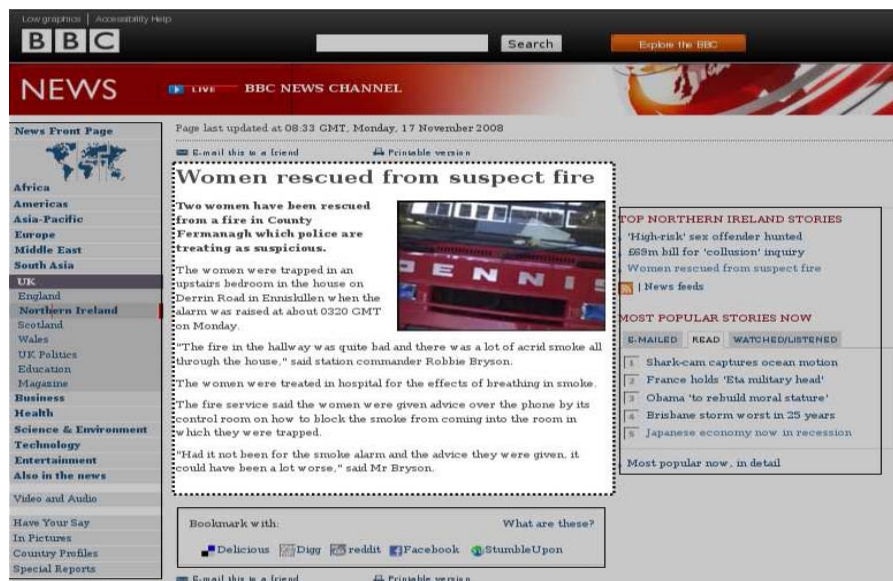 Low graphics | Accessibility Help
BBC
Search
Explore the BBC
NEWS
LIVE BBC NEWS CHANNEL
News Front Page
Africa
Americas
Asia-Pacific
Europe
Middle East
South Asia
UK
England
Northern Ireland
Scotland
Wales
UK Politics
Education
Magazine
Business
Health
Science & Environment
Technology
Entertainment
Also in the news
Video and Audio
Have Your Say
In Pictures
Country Profiles
Special Reports
Page last updated at 08:33 GMT, Monday, 17 November 2008
E-mail this to a friend Printable version
Women rescued from suspect fire
Two women have been rescued
from a fire in County
Fermanagh which police are
treating as suspicious.
The women were trapped in an
upstairs bedroom in the house on
Derrin Road in Enniskillen when the
alarm was raised at about 0320 GMT
on Monday.
DENNIS
"The fire in the hallway was quite bad and there was a lot of acrid smoke all
through the house," said station commander Robbie Bryson.
The women were treated in hospital for the effects of breathing in smoke.
The fire service said the women were given advice over the phone by its
control room on how to block the smoke from coming into the room in
which they were trapped.
"Had it not been for the smoke alarm and the advice they were given, it
could have been a lot worse," said Mr Bryson.
Bookmark with: What are these?
Delicious Digg reddit Facebook StumbleUpon
E-mail this to a friend Printable version
TOP NORTHERN IRELAND STORIES
'High-risk' sex offender hunted
£69m bill for 'collusion' inquiry
Women rescued from suspect fire
| News feeds
MOST POPULAR STORIES NOW
E-MAILED READ WATCHED/LISTENED
1 Shark-cam captures ocean motion
2 France holds 'Eta military head'
3 Obama 'to rebuild moral stature'
4 Brisbane storm worst in 25 years
5 Japanese economy now in recession
Most popular now, in detail